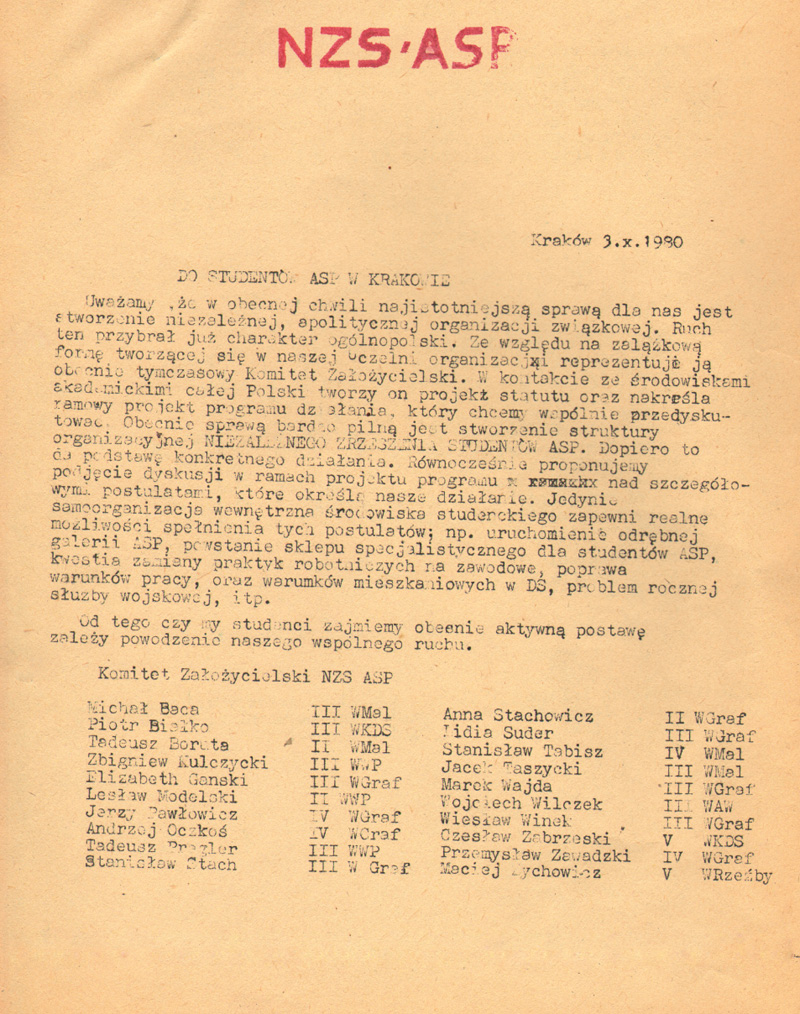 NZS·ASP
Kraków 3.x.1980
DO STUDENTÓW ASP W KRAKOWIE
Uważamy ,że w obecnej chwili najistotniejszą sprawą dla nas jest
stworzenie niezależnej, apolitycznej organizacji związkowej. Ruch
ten przybrał już charakter ogólnopolski. Ze względu na zalążkową
formę tworzącej się w naszej uczelni organizacji reprezentuje ją
obecnie tymczasowy Komitet Założycielski. W kontakcie ze środowiskami
akademickimi całej Polski tworzy on projekt statutu oraz nakreśla
ramowy projekt programu działania, który chcemy wspólnie przedysku-
tować. Obecnie sprawą bardzo pilną jest stworzenie struktury
organizacyjnej NIEZALEŻNEGO ZRZESZENIA STUDENTÓW ASP. Dopiero to
da podstawę konkretnego działania. Równocześnie proponujemy
podjęcie dyskusji w ramach projektu programu nad szczegóło-
wymi postulatami, które określą nasze działanie. Jedynie
samoorganizacja wewnętrzna środowiska studenckiego zapewni realne
możliwości spełnienia tych postulatów; np. uruchomienie odrębnej
galerii ASP, powstanie sklepu specjalistycznego dla studentów ASP,
kwestia zamiany praktyk robotniczych na zawodowe, poprawa
warunków pracy, oraz warumków mieszkaniowych w DS, problem rocznej
służby wojskowej, itp.
Od tego czy my studenci zajmiemy obecnie aktywną postawę
zależy powodzenie naszego wspólnego ruchu.
Komitet Założycielski NZS ASP
Michał Baca III WMal
Piotr Bielko III WKDS
Tadeusz Boruta II WMal
Zbigniew Kulczycki III WWP
Elizabeth Ganski III WGraf
Lesław Modelski II WWP
Jerzy Pawłowicz IV WGraf
Andrzej Oczkoś IV WGraf
Tadeusz III WWP
Stanisław Stach III W Graf
Anna Stachowicz II WGraf
Lidia Suder III WGraf
Stanisław Tabisz IV WMal
Jacek Taszycki III WMal
Marek Wajda III WGraf
Wojciech Wilczek III WAW
Wiesław Winek III WGraf
Czesław Zabrzeski V WKDS
Przemysław Zawadzki IV WGraf
Maciej V WRzeźby